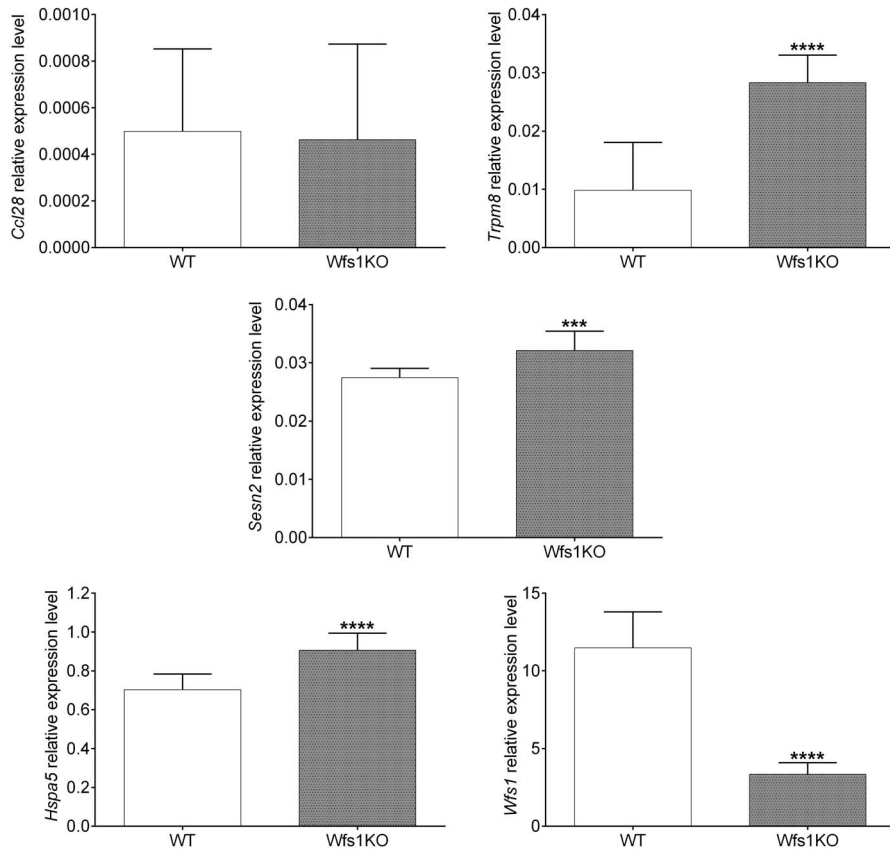 Ccl28 relative expression level
0.0010
0.0008
0.0006
0.0004
0.0002
0.0000
WT
Wfs1KO
Trpm8 relative expression level
0.04
0.03
0.02
0.01
0.00
****
WT
Wfs1KO
Sesn2 relative expression level
0.04
0.03
0.02
0.01
0.00
***
WT
Wfs1KO
Hspa5 relative expression level
1.2
1.0
0.8
0.6
0.4
0.2
0.0
****
WT
Wfs1KO
Wfs1 relative expression level
15
10
5
0
****
WT
Wfs1KO